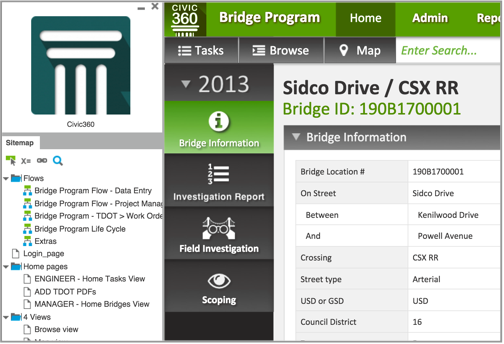 Civic360
Sitemap
X=
Flows
Bridge Program Flow - Data Entry
Bridge Program Flow - Project Manag
Bridge Program - TDOT > Work Orde
Bridge Program Life Cycle
Extras
Login_page
Home pages
ENGINEER - Home Tasks View
ADD TDOT PDFs
MANAGER - Home Bridges View
4 Views
Browse view
CIVIC
360
Bridge Program
Home
Admin
Repo
Tasks
Browse
Map
Enter Search...
2013
Bridge Information
1
2
3
Investigation Report
Field Investigation
Scoping
Sidco Drive / CSX RR
Bridge ID: 190B1700001
Bridge Information
Bridge Location # 190B1700001
On Street Sidco Drive
Between Kenilwood Drive
And Powell Avenue
Crossing CSX RR
Street type Arterial
USD or GSD USD
Council District 16